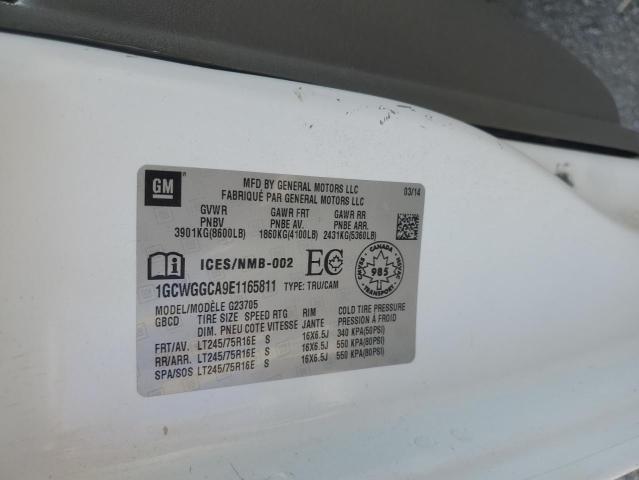 GM
MFD BY GENERAL MOTORS LLC
FABRIQUÉ PAR GENERAL MOTORS LLC
03/14
GVWR GAWR FRT GAWR RR
PNBV PNBE AV. PNBE ARR.
3901KG(8600LB) 1860KG(4100LB) 2431KG(5360LB)
ICES/NMB-002 EC CANADA 985
1GCWGGCA9E1165811 TYPE: TRU/CAM
MODEL/MODÈLE G23705
GBCD TIRE SIZE SPEED RTG RIM COLD TIRE PRESSURE
DIM. PNEU COTE VITESSE JANTE PRESSION À FROID
FRT/AV. LT245/75R16E S 16X6.5J 340 KPA(50PSI)
RR/ARR. LT245/75R16E S 16X6.5J 550 KPA(80PSI)
SPA/SOS LT245/75R16E S 16X6.5J 550 KPA(80PSI)